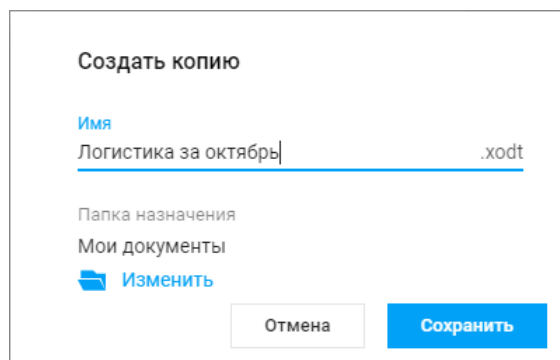 Создать копию
Имя
Логистика за октябрь .xodt
Папка назначения
Мои документы
Изменить
Отмена Сохранить